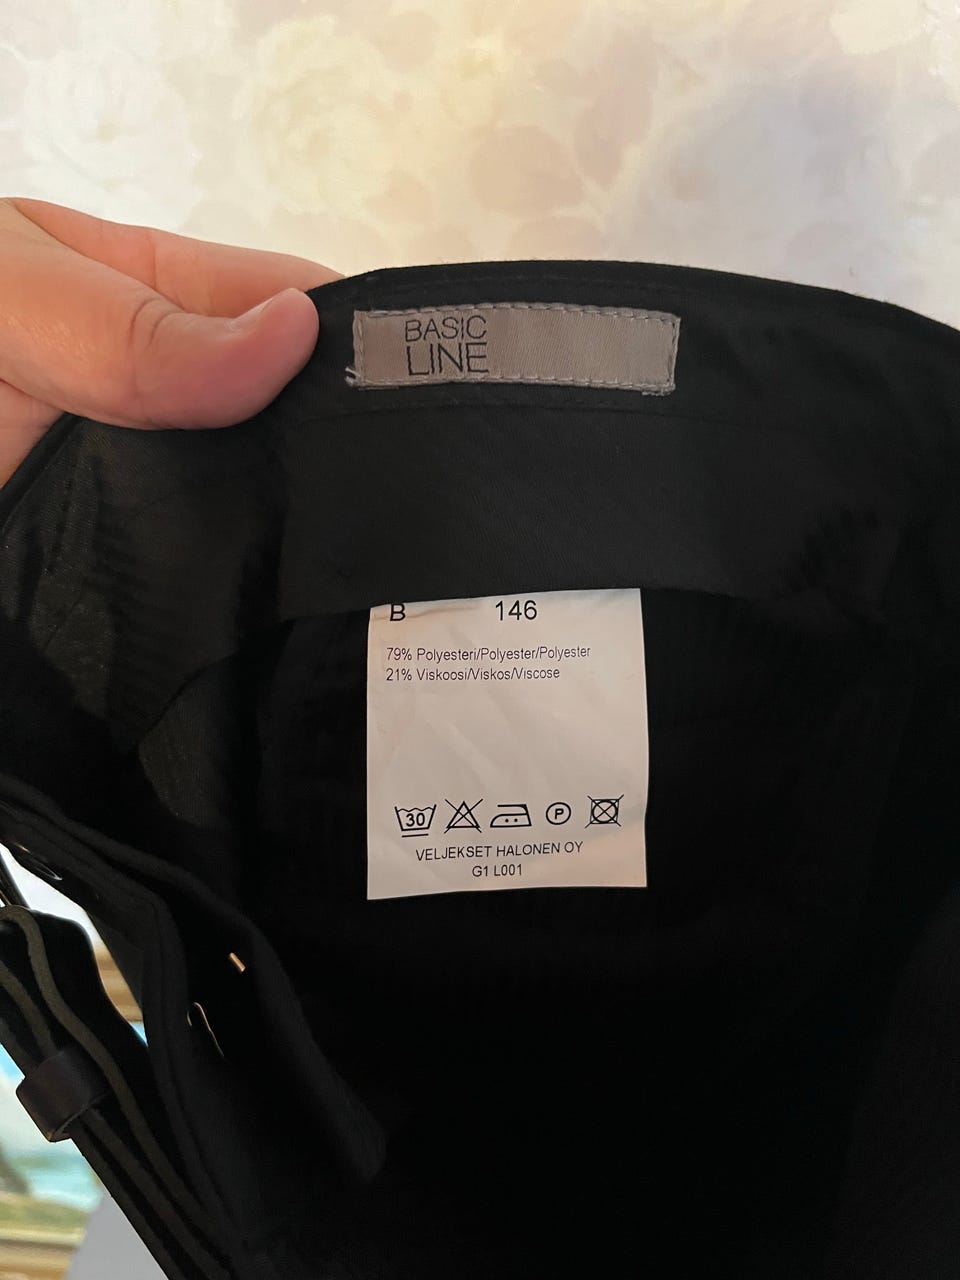 BASIC
LINE
B 146
79% Polyesteri/Polyester/Polyester
21% Viskoosi/Viskos/Viscose
30 P
VELJEKSET HALONEN OY
G1 L001